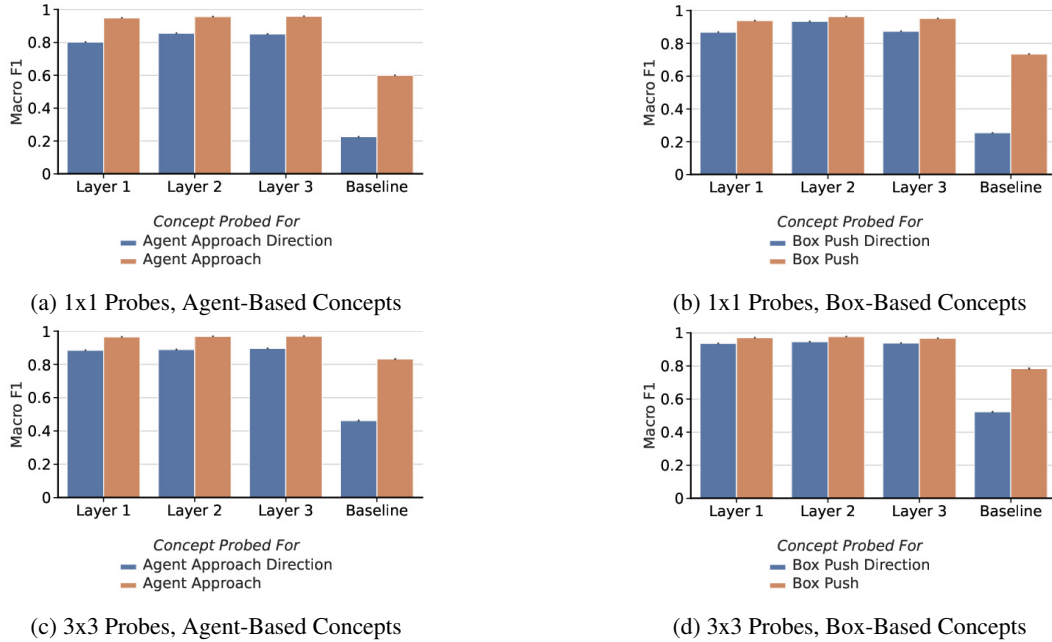 1
0.8
0.6
0.4
0.2
0
Macro F1
Layer 1 Layer 2 Layer 3 Baseline
Concept Probed For
Agent Approach Direction
Agent Approach
(a) 1x1 Probes, Agent-Based Concepts
1
0.8
0.6
0.4
0.2
0
Macro F1
Layer 1 Layer 2 Layer 3 Baseline
Concept Probed For
Box Push Direction
Box Push
(b) 1x1 Probes, Box-Based Concepts
1
0.8
0.6
0.4
0.2
0
Macro F1
Layer 1 Layer 2 Layer 3 Baseline
Concept Probed For
Agent Approach Direction
Agent Approach
(c) 3x3 Probes, Agent-Based Concepts
1
0.8
0.6
0.4
0.2
0
Macro F1
Layer 1 Layer 2 Layer 3 Baseline
Concept Probed For
Box Push Direction
Box Push
(d) 3x3 Probes, Box-Based Concepts